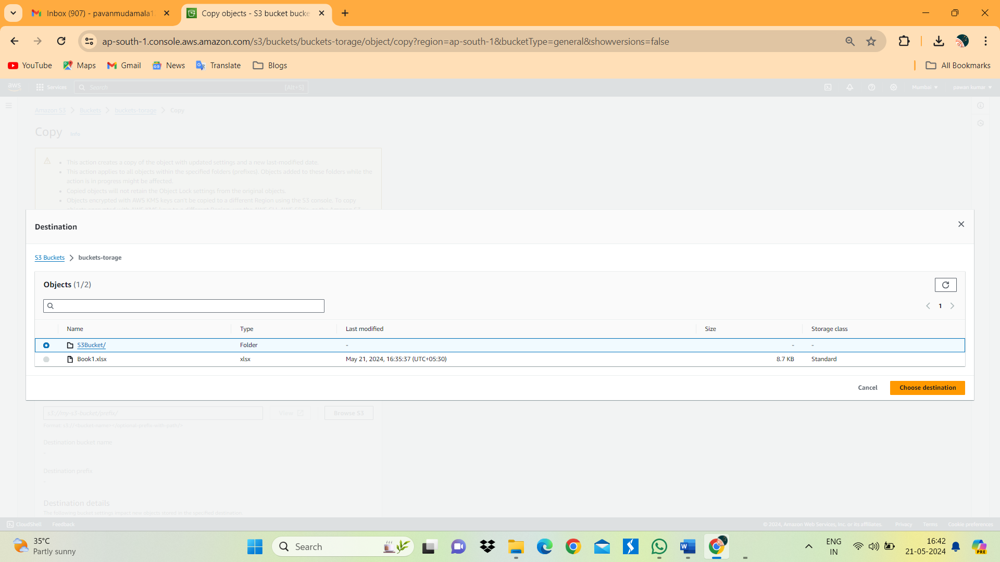 Inbox (907) - pavanmudamala1
Copy objects - S3 bucket bucke
ap-south-1.console.aws.amazon.com/s3/buckets/buckets-torage/object/copy?region=ap-south-1&bucketType=general&showversions=false
YouTube Maps Gmail News Translate Blogs All Bookmarks
aws Services Search [Alt+S] Mumbai pawan kumar
Amazon S3 Buckets buckets-torage Copy
Copy Info
This action creates a copy of the object with updated settings and a new last-modified date.
This action applies to all objects within the specified folders (prefixes). Objects added to these folders while the
action is in progress might be affected.
Copied objects will not retain the Object Lock settings from the original objects.
Objects encrypted with AWS KMS keys can't be copied to a different Region using the S3 console. To copy
Destination
S3 Buckets buckets-torage
Objects (1/2)
1
Name Type Last modified Size Storage class
S3Bucket/ Folder - - -
Book1.xlsx xlsx May 21, 2024, 16:35:37 (UTC+05:30) 8.7 KB Standard
Cancel Choose destination
s3://my-s3-bucket/prefix/ View Browse S3
Format: s3://<bucket-name>/<optional-prefix-with-path>/
Destination bucket name
-
Destination prefix
-
Destination details
The following bucket settings impact new objects stored in the specified destination.
CloudShell Feedback © 2024, Amazon Web Services, Inc. or its affiliates. Privacy Terms Cookie preferences
35°C
Partly sunny
Search
ENG
IN
16:42
21-05-2024
PRE